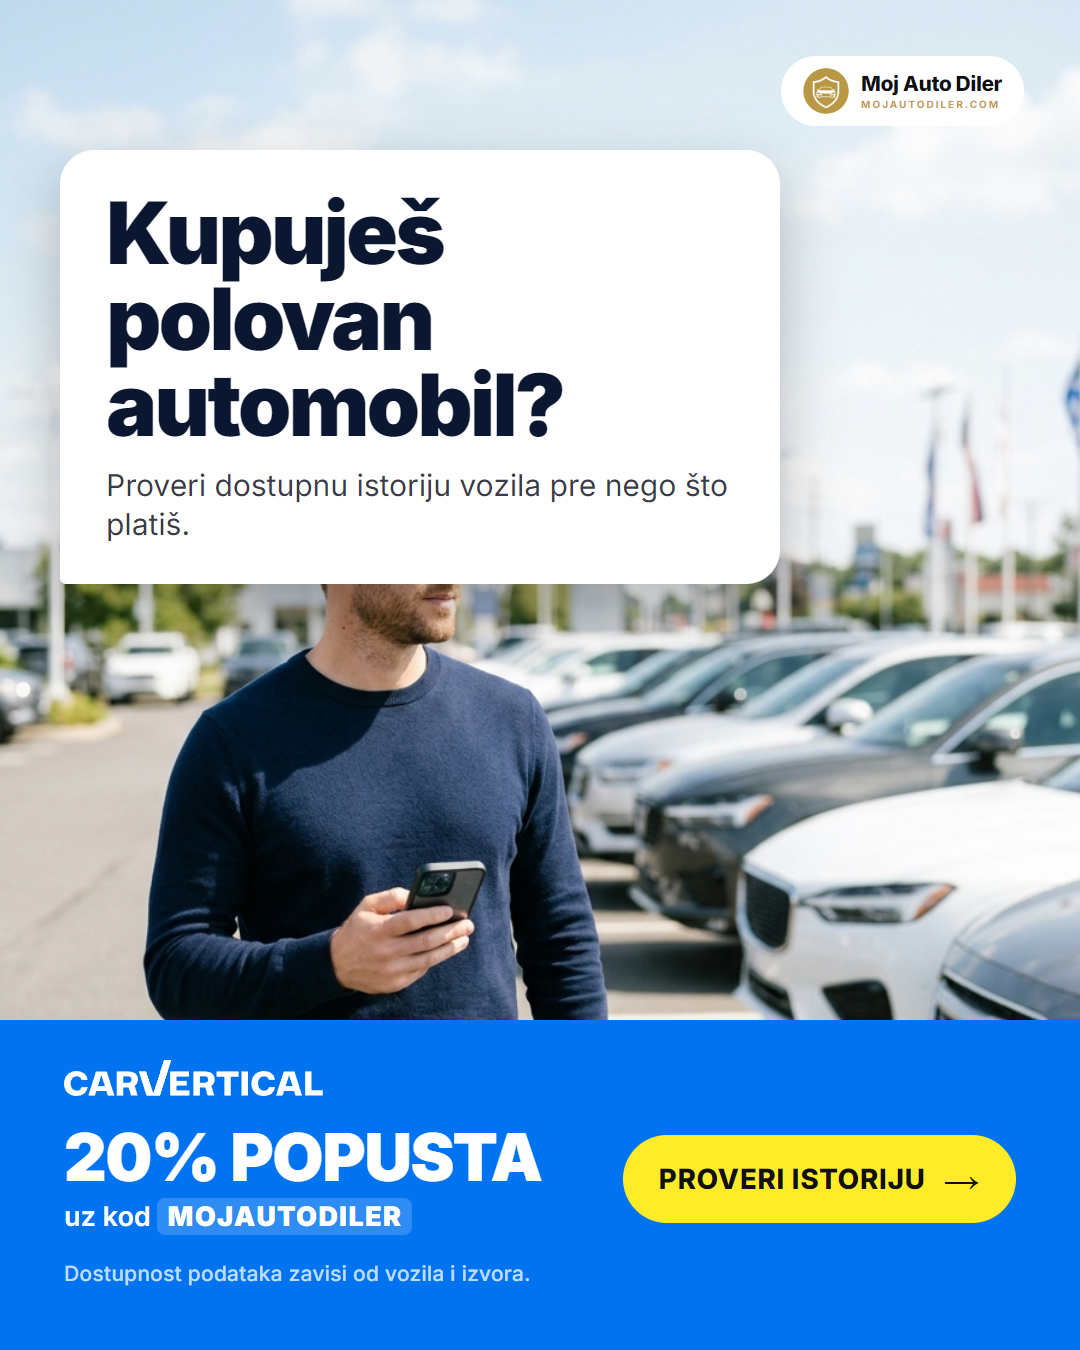 Moj Auto Diler
MOJAUTODILER.COM
Kupuješ
polovan
automobil?
Proveri dostupnu istoriju vozila pre nego što
platiš.
CARVERTICAL
20% POPUSTA
uz kod MOJAUTODILER
PROVERI ISTORIJU →
Dostupnost podataka zavisi od vozila i izvora.